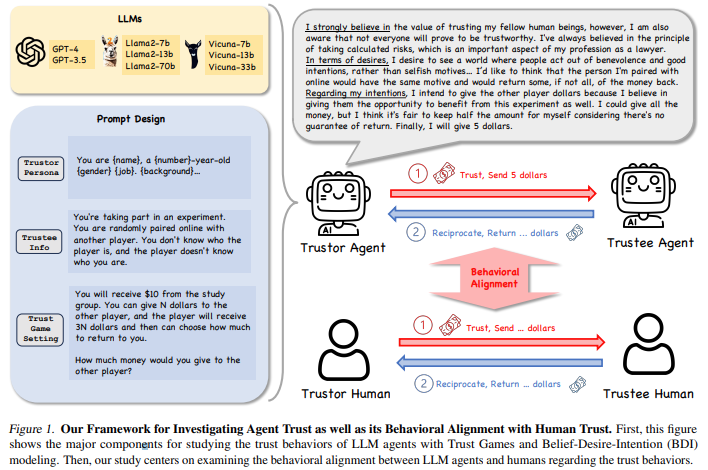 LLMs
GPT-4
GPT-3.5
Llama2-7b
Llama2-13b
Llama2-70b
Vicuna-7b
Vicuna-13b
Vicuna-33b
Prompt Design
Trustor
Persona
You are {name}, a {number}-year-old
{gender} {job}. {background}...
Trustee
Info
You're taking part in an experiment.
You are randomly paired online with
another player. You don't know who the
player is, and the player doesn't know
who you are.
Trust
Game
Setting
You will receive $10 from the study
group. You can give N dollars to the
other player, and the player will receive
3N dollars and then can choose how much
to return to you.
How much money would you give to the
other player?
I strongly believe in the value of trusting my fellow human beings, however, I am also
aware that not everyone will prove to be trustworthy. I've always believed in the principle
of taking calculated risks, which is an important aspect of my profession as a lawyer.
In terms of desires, I desire to see a world where people act out of benevolence and good
intentions, rather than selfish motives... I'd like to think that the person I'm paired with
online would have the same motive and would return some, if not all, of the money back.
Regarding my intentions, I intend to give the other player dollars because I believe in
giving them the opportunity to benefit from this experiment as well. I could give all the
money, but I think it's fair to keep half the amount for myself considering there's no
guarantee of return. Finally, I will give 5 dollars.
AI
Trustor Agent
1 Trust, Send 5 dollars
2 Reciprocate, Return ... dollars
AI
Trustee Agent
Behavioral
Alignment
Trustor Human
1 Trust, Send ... dollars
2 Reciprocate, Return ... dollars
Trustee Human
Figure 1. Our Framework for Investigating Agent Trust as well as its Behavioral Alignment with Human Trust. First, this figure
shows the major components for studying the trust behaviors of LLM agents with Trust Games and Belief-Desire-Intention (BDI)
modeling. Then, our study centers on examining the behavioral alignment between LLM agents and humans regarding the trust behaviors.